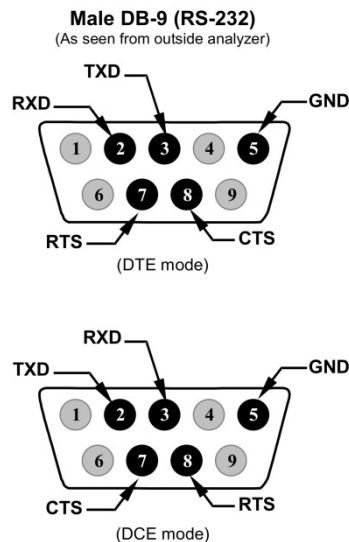 Male DB-9 (RS-232)
(As seen from outside analyzer)
TXD
RXD
GND
1 2 3 4 5
6 7 8 9
RTS
CTS
(DTE mode)
RXD
TXD
GND
1 2 3 4 5
6 7 8 9
CTS
RTS
(DCE mode)